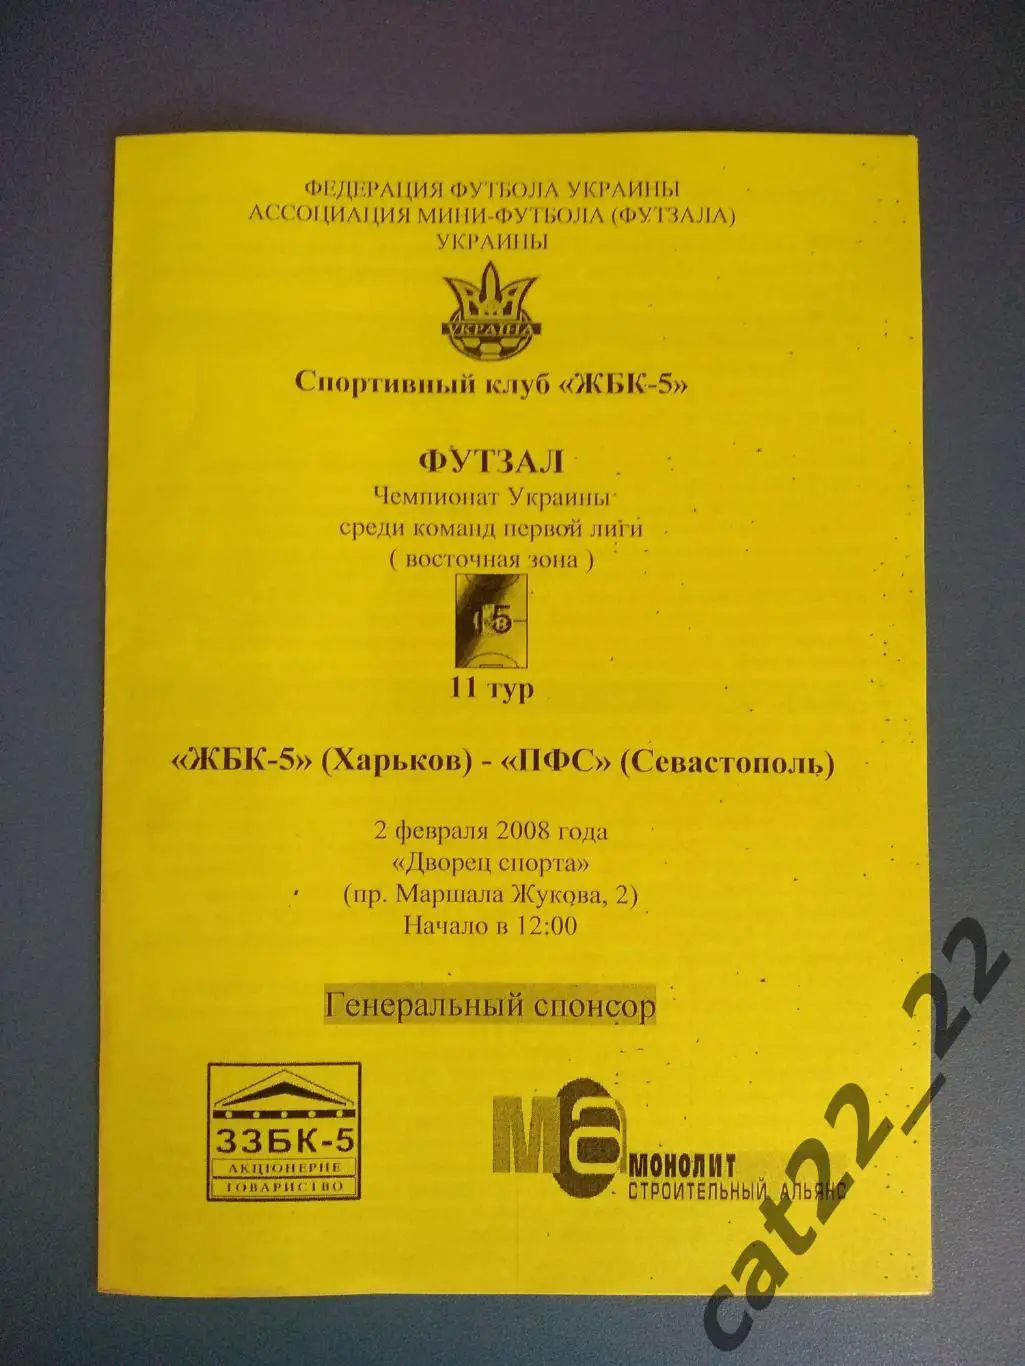 ФЕДЕРАЦИЯ ФУТБОЛА УКРАИНЫ
АССОЦИАЦИЯ МИНИ-ФУТБОЛА (ФУТЗАЛА)
УКРАИНЫ
УКРАЇНА
Спортивный клуб «ЖБК-5»
ФУТЗАЛ
Чемпионат Украины
среди команд первой лиги
( восточная зона )
11 тур
«ЖБК-5» (Харьков) - «ПФС» (Севастополь)
2 февраля 2008 года
«Дворец спорта»
(пр. Маршала Жукова, 2)
Начало в 12:00
Генеральный спонсор
ЗЗБК-5
АКЦІОНЕРНЕ
ТОВАРИСТВО
МОНОЛИТ
СТРОИТЕЛЬНЫЙ АЛЬЯНС
cat22_22